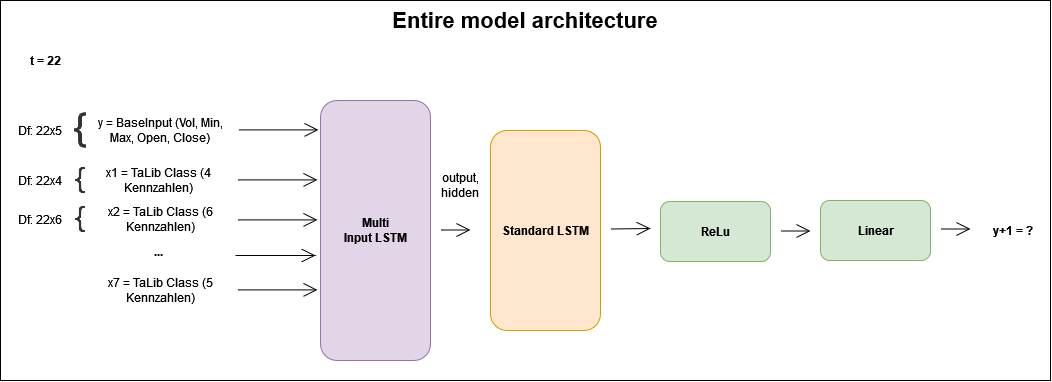 Entire model architecture
t = 22
Df: 22x5
y = BaseInput (Vol, Min,
Max, Open, Close)
Df: 22x4
x1 = TaLib Class (4
Kennzahlen)
Df: 22x6
x2 = TaLib Class (6
Kennzahlen)
...
x7 = TaLib Class (5
Kennzahlen)
Multi
Input LSTM
output,
hidden
Standard LSTM
ReLu
Linear
y+1 = ?